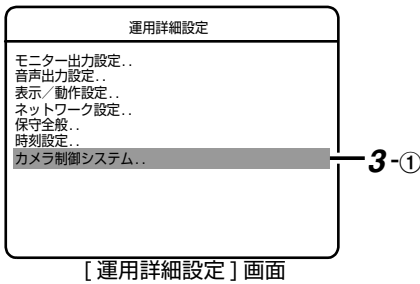 運用詳細設定
モニター出力設定..
音声出力設定..
表示／動作設定..
ネットワーク設定..
保守全般..
時刻設定..
カメラ制御システム..
3-①
[ 運用詳細設定 ] 画面